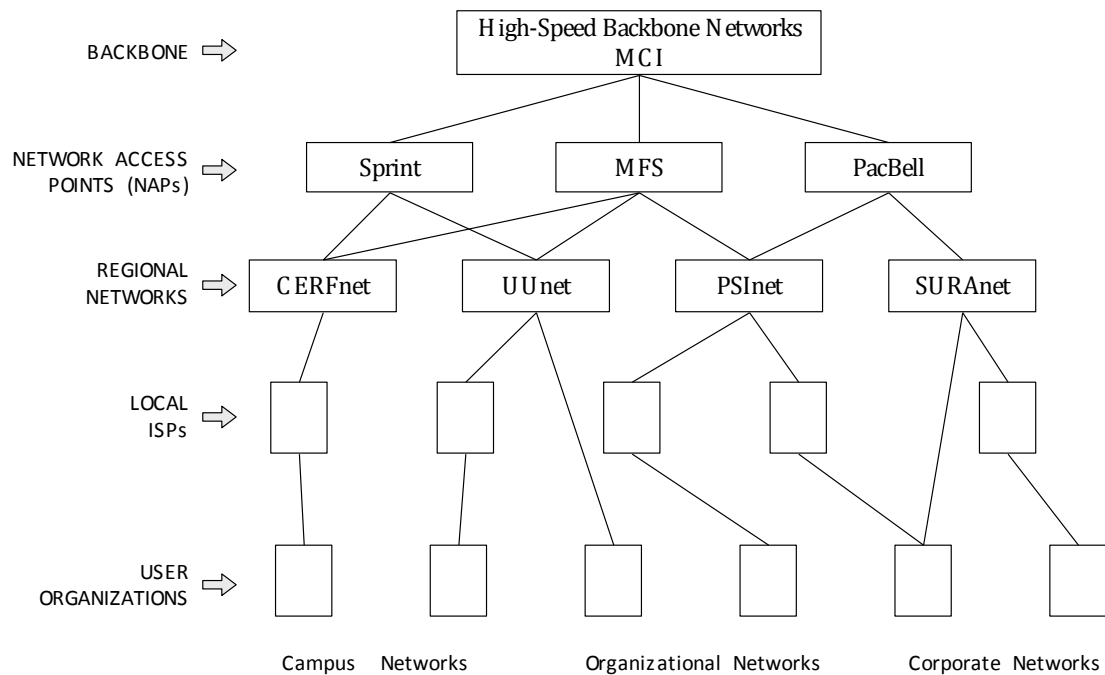 High-Speed Backbone Networks
MCI
BACKBONE
NETWORK ACCESS
POINTS (NAPs)
Sprint
MFS
PacBell
REGIONAL
NETWORKS
CERFnet
UUnet
PSInet
SURAnet
LOCAL
ISPs
USER
ORGANIZATIONS
Campus Networks
Organizational Networks
Corporate Networks